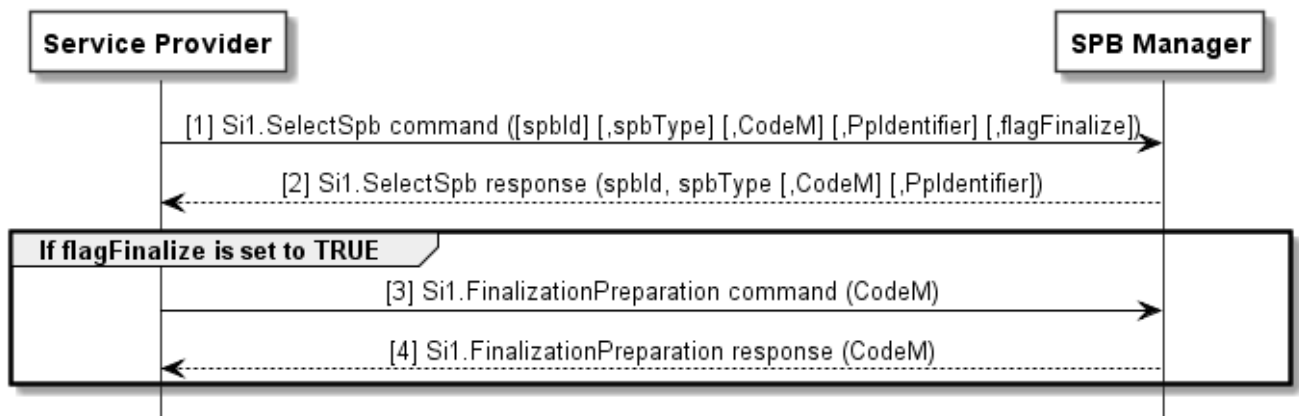 Service Provider
SPB Manager
[1] Si1.SelectSpb command ([spbId] [,spbType] [,CodeM] [,PpIdentifier] [,flagFinalize])
[2] Si1.SelectSpb response (spbId, spbType [,CodeM] [,PpIdentifier])
If flagFinalize is set to TRUE
[3] Si1.FinalizationPreparation command (CodeM)
[4] Si1.FinalizationPreparation response (CodeM)